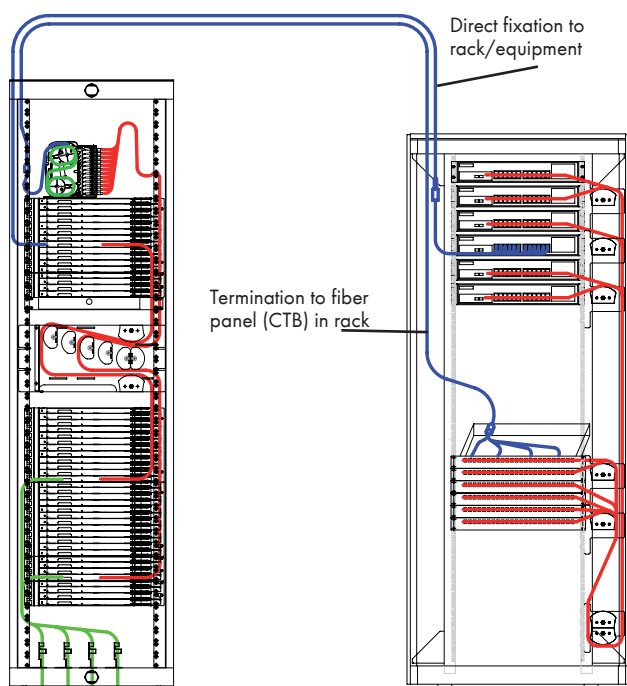 Direct fixation to
rack/equipment
Termination to fiber
panel (CTB) in rack